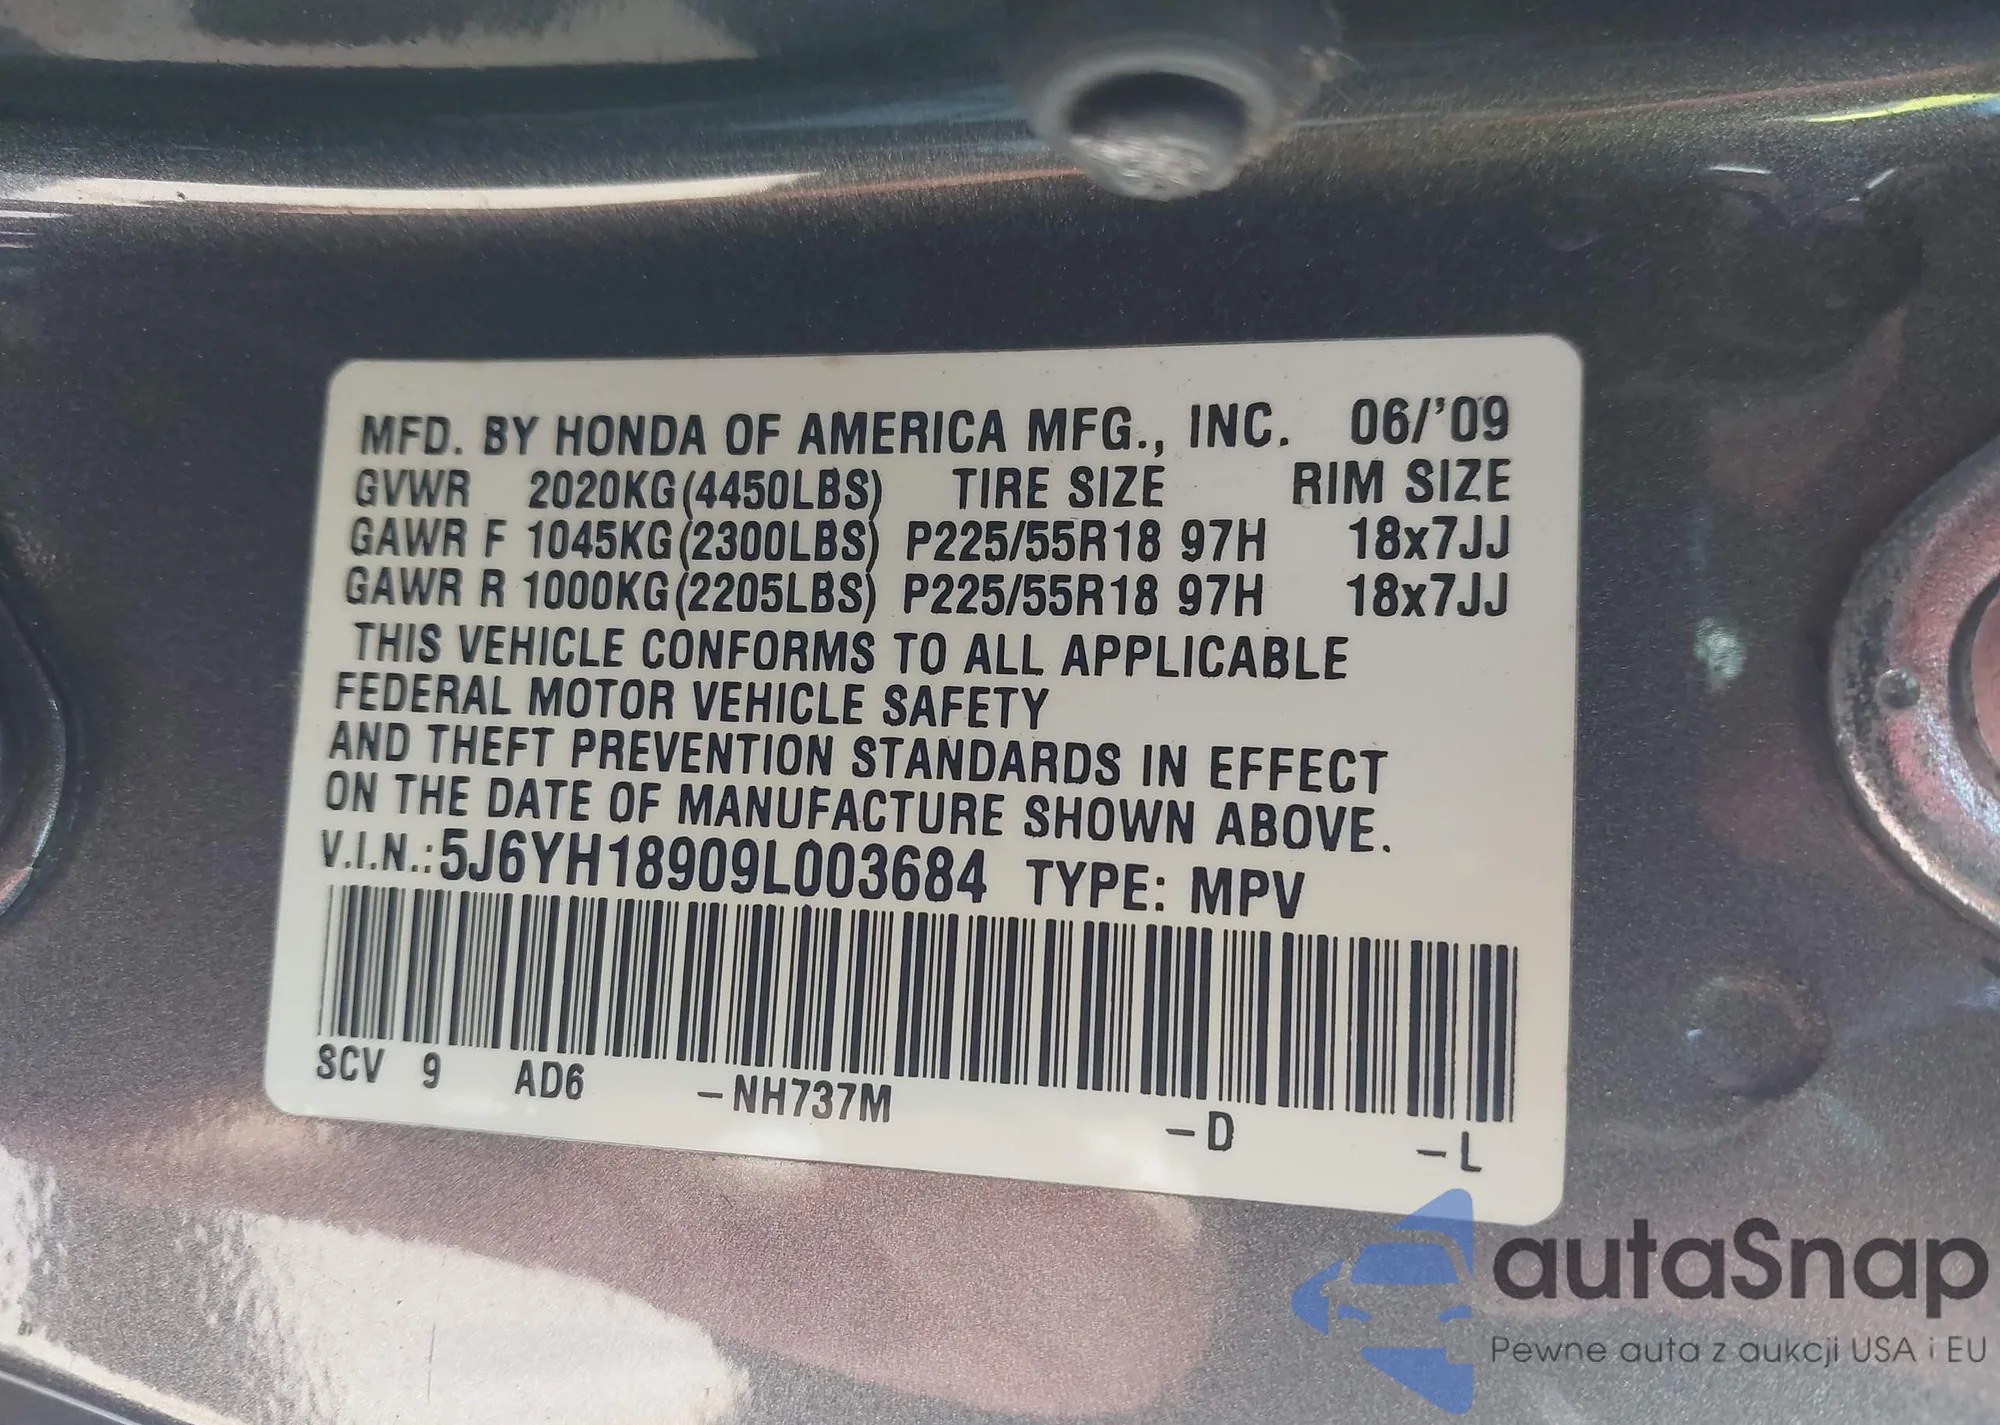 MFD. BY HONDA OF AMERICA MFG., INC. 06/'09
GVWR 2020KG(4450LBS) TIRE SIZE RIM SIZE
GAWR F 1045KG(2300LBS) P225/55R18 97H 18x7JJ
GAWR R 1000KG(2205LBS) P225/55R18 97H 18x7JJ
THIS VEHICLE CONFORMS TO ALL APPLICABLE
FEDERAL MOTOR VEHICLE SAFETY
AND THEFT PREVENTION STANDARDS IN EFFECT
ON THE DATE OF MANUFACTURE SHOWN ABOVE.
V.I.N.: 5J6YH18909L003684 TYPE: MPV
SCV 9 AD6 -NH737M -D -L
autaSnap
Pewne auta z aukcji USA i EU